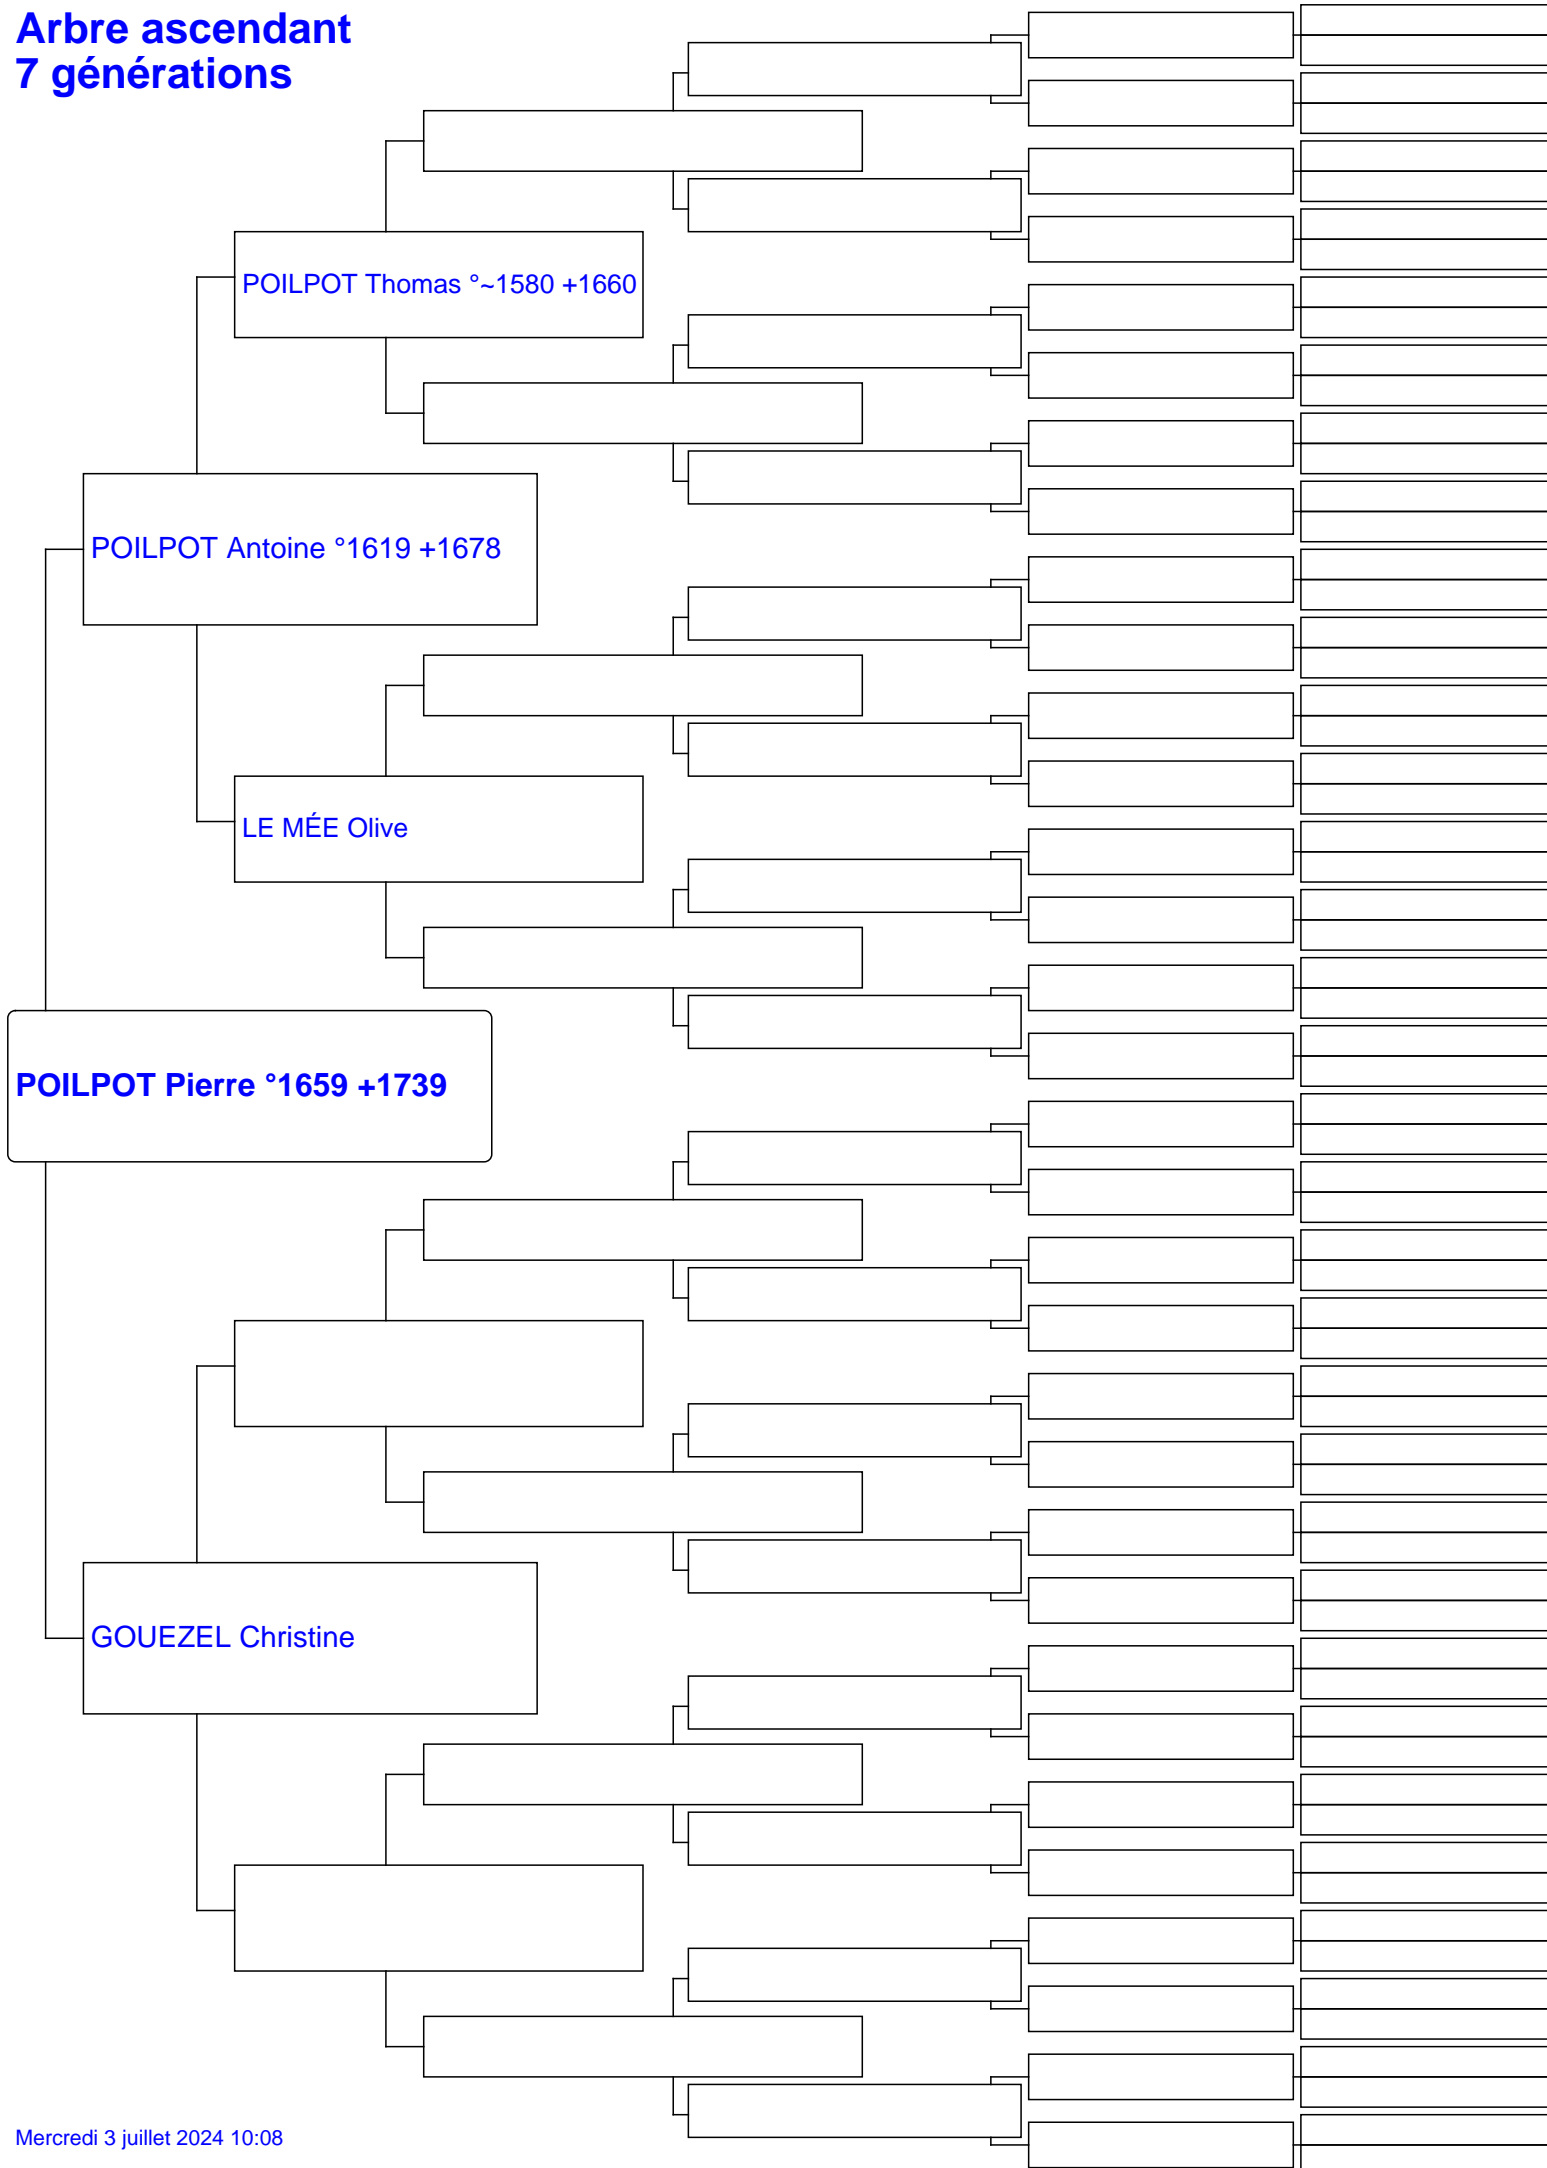 Arbre ascendant
7 générations
POILPOT Thomas °~1580 +1660
POILPOT Antoine °1619 +1678
LE MÉE Olive
POILPOT Pierre °1659 +1739
GOUEZEL Christine
Mercredi 3 juillet 2024 10:08